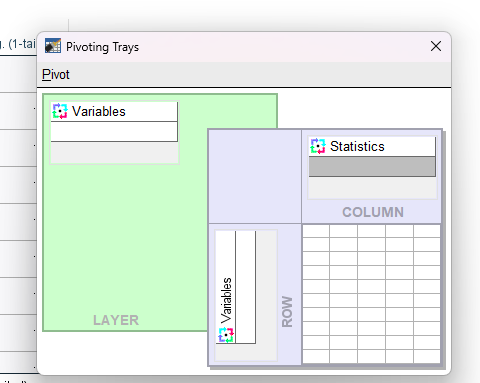 . (1-tai
Pivoting Trays
Pivot
Variables
Statistics
COLUMN
Variables
ROW
LAYER